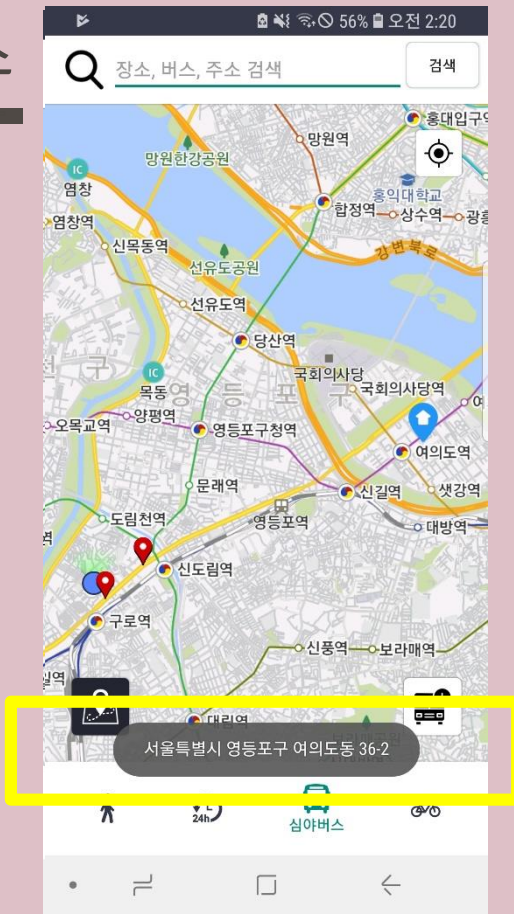 56% 오전 2:20
장소, 버스, 주소 검색
검색
홍대입구역
망원역
망원한강공원
IC
염창
홍익대학교
합정역
상수역
염창역
신목동역
강변북로
선유도공원
선유도역
당산역
IC
국회의사당
목동
영 등 포 구
국회의사당역
양평역
오목교역
영등포구청역
여의도역
문래역
신길역
샛강역
도림천역
영등포역
대방역
신도림역
구로역
신풍역
보라매역
대림역
서울특별시 영등포구 여의도동 36-2
24h
심야버스